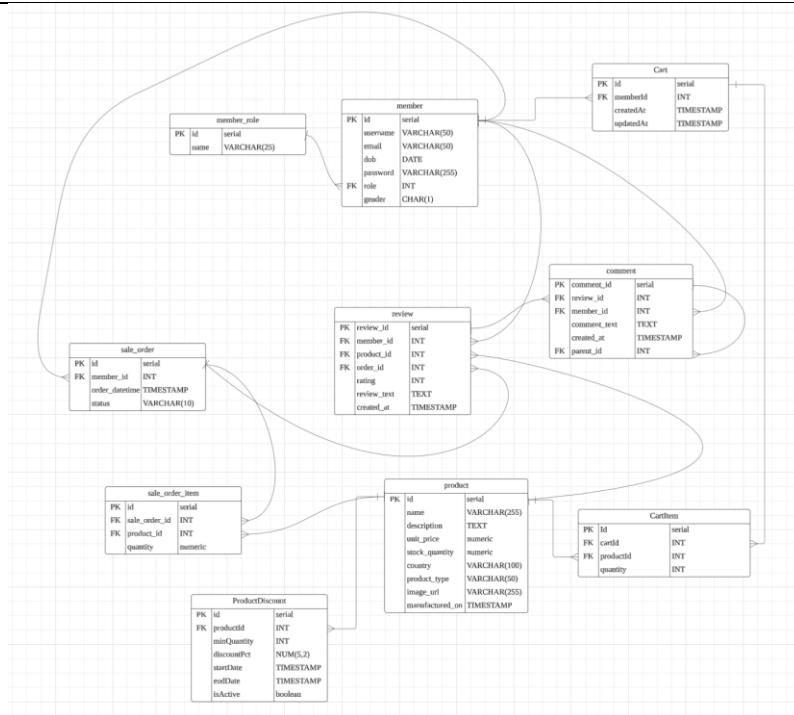 Cart
PK id serial
FK memberId INT
createdAt TIMESTAMP
updatedAt TIMESTAMP
member
PK id serial
username VARCHAR(50)
email VARCHAR(50)
dob DATE
password VARCHAR(255)
FK role INT
gender CHAR(1)
member_role
PK id serial
name VARCHAR(25)
comment
PK comment_id serial
FK review_id INT
FK member_id INT
comment_text TEXT
created_at TIMESTAMP
FK parent_id INT
review
PK review_id serial
FK member_id INT
FK product_id INT
FK order_id INT
rating INT
review_text TEXT
created_at TIMESTAMP
sale_order
PK id serial
FK member_id INT
order_datetime TIMESTAMP
status VARCHAR(10)
sale_order_item
PK id serial
FK sale_order_id INT
FK product_id INT
quantity numeric
product
PK id serial
name VARCHAR(255)
description TEXT
unit_price numeric
stock_quantity numeric
country VARCHAR(100)
product_type VARCHAR(50)
image_url VARCHAR(255)
manufactured_on TIMESTAMP
CartItem
PK Id serial
FK cartId INT
FK productId INT
quantity INT
ProductDiscount
PK id serial
FK productId INT
minQuantity INT
discountPct NUM(5,2)
startDate TIMESTAMP
endDate TIMESTAMP
isActive boolean